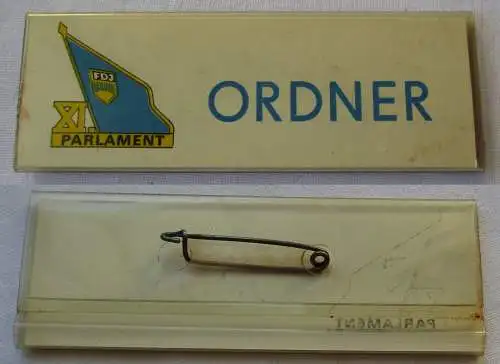 FDJ
XI.
PARLAMENT
ORDNER
PARLAMENT